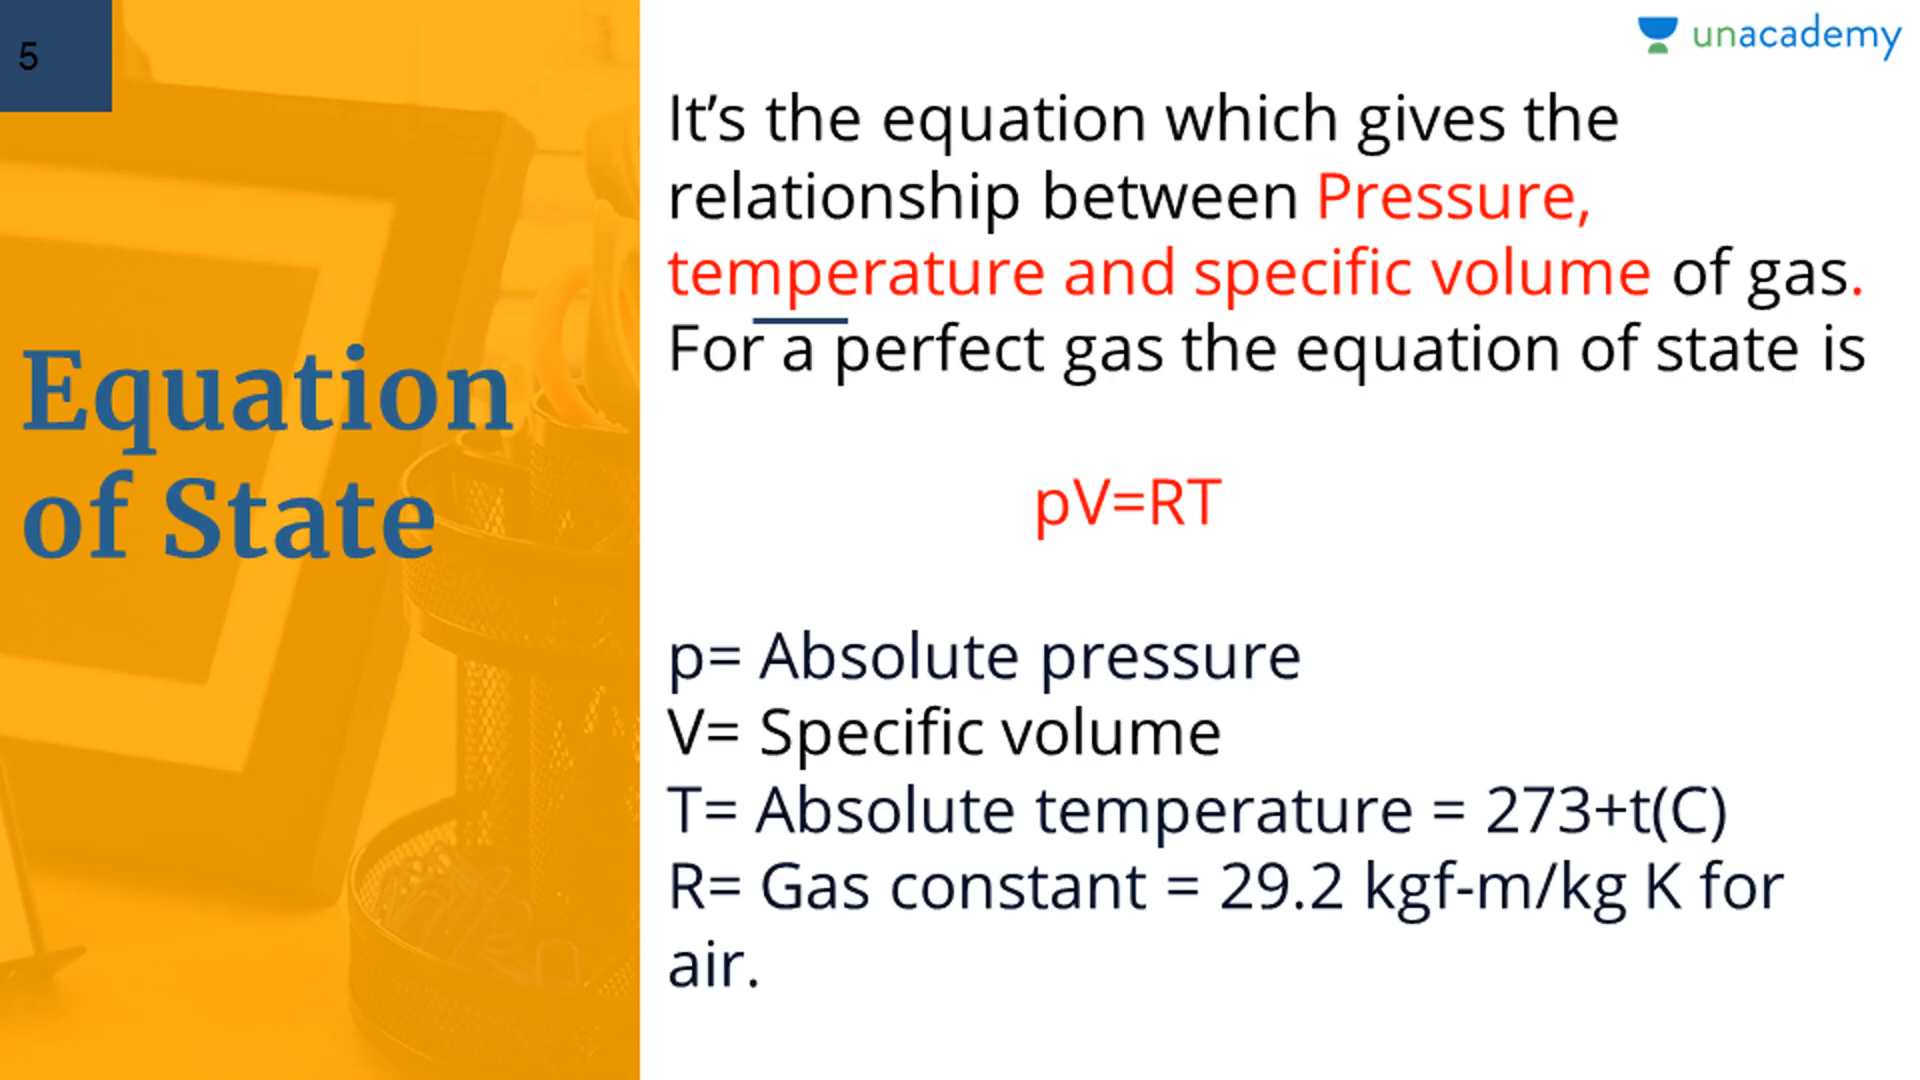 5
unacademy
Equation
of State
It’s the equation which gives the
relationship between Pressure,
temperature and specific volume of gas.
For a perfect gas the equation of state is
pV=RT
p= Absolute pressure
V= Specific volume
T= Absolute temperature = 273+t(C)
R= Gas constant = 29.2 kgf-m/kg K for
air.